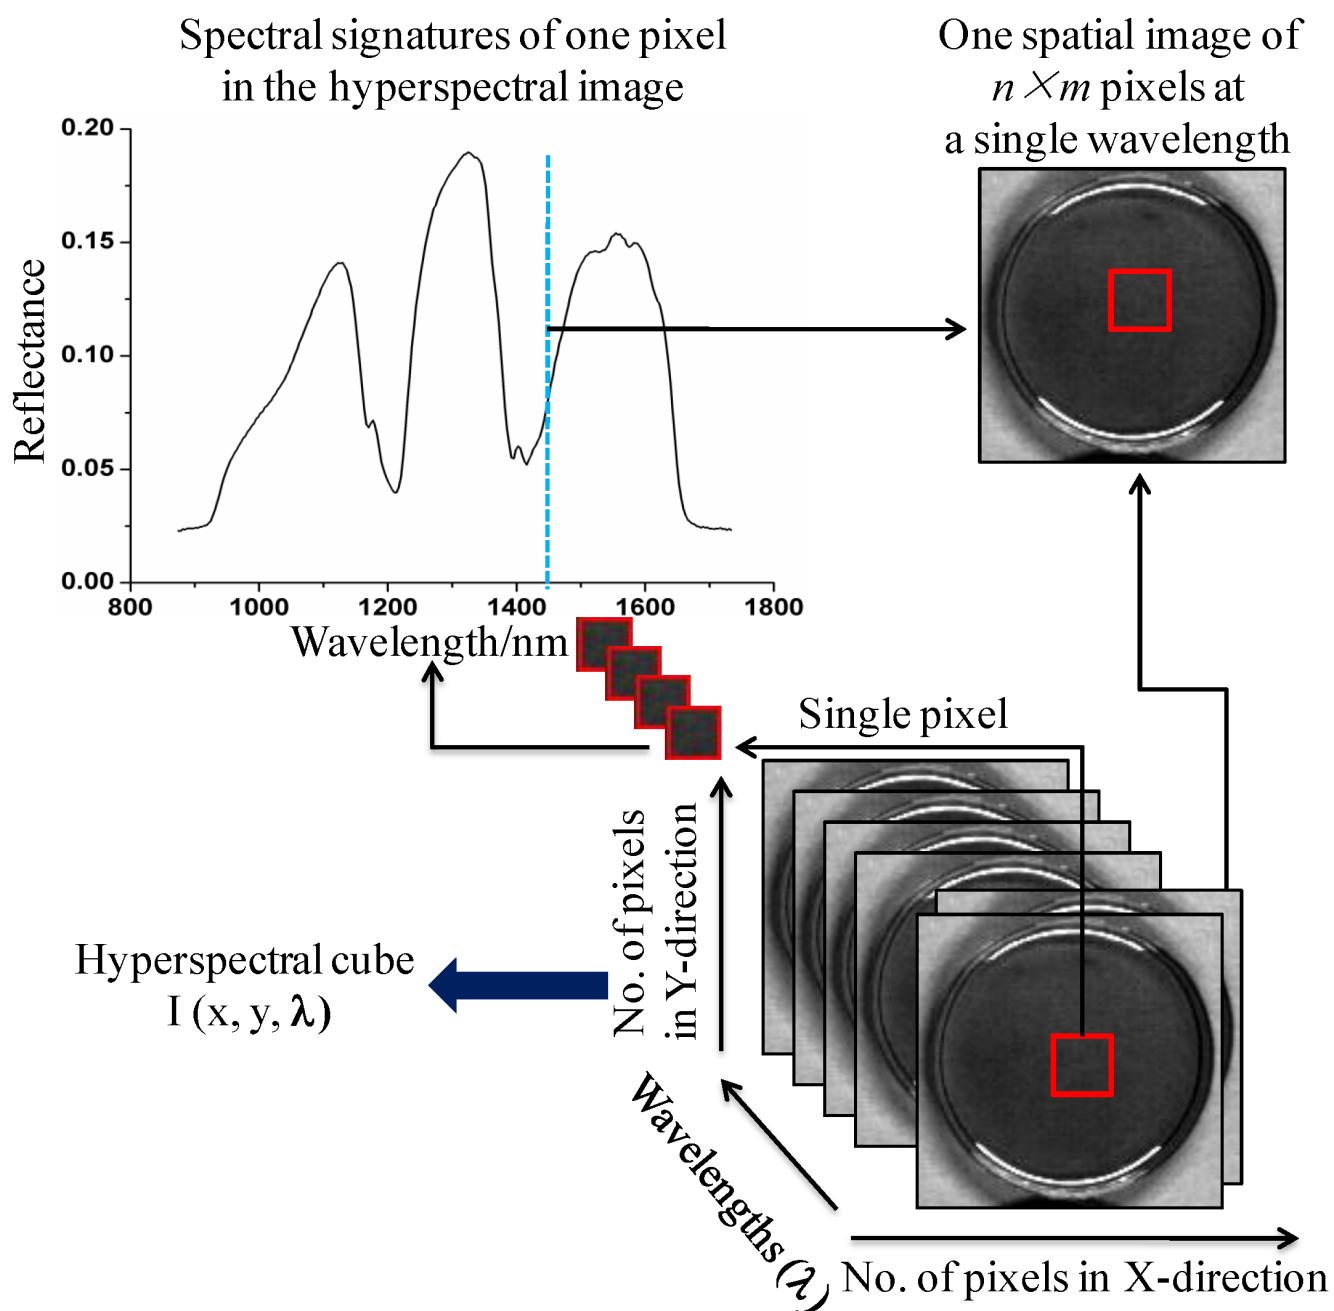 Spectral signatures of one pixel
in the hyperspectral image
One spatial image of
n×m pixels at
a single wavelength
Reflectance
0.20
0.15
0.10
0.05
0.00
800
1000
1200
1400
1600
1800
Wavelength/nm
Single pixel
No. of pixels
in Y-direction
Hyperspectral cube
I (x, y, λ)
Wavelengths (λ)
No. of pixels in X-direction